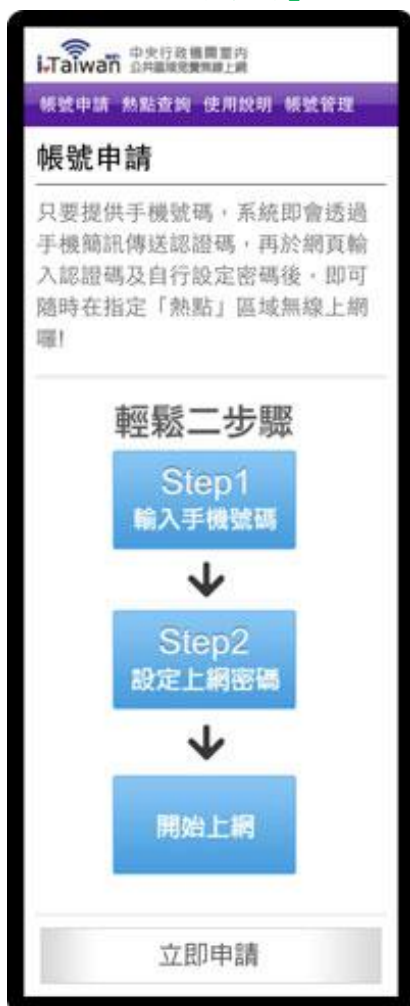 i-Taiwan
中央行政機關室內
公共區域免費無線上網
帳號申請 熱點查詢 使用說明 帳號管理
帳號申請
只要提供手機號碼，系統即會透過
手機簡訊傳送認證碼，再於網頁輸
入認證碼及自行設定密碼後，即可
隨時在指定「熱點」區域無線上網
囉!
輕鬆二步驟
Step1
輸入手機號碼
Step2
設定上網密碼
開始上網
立即申請